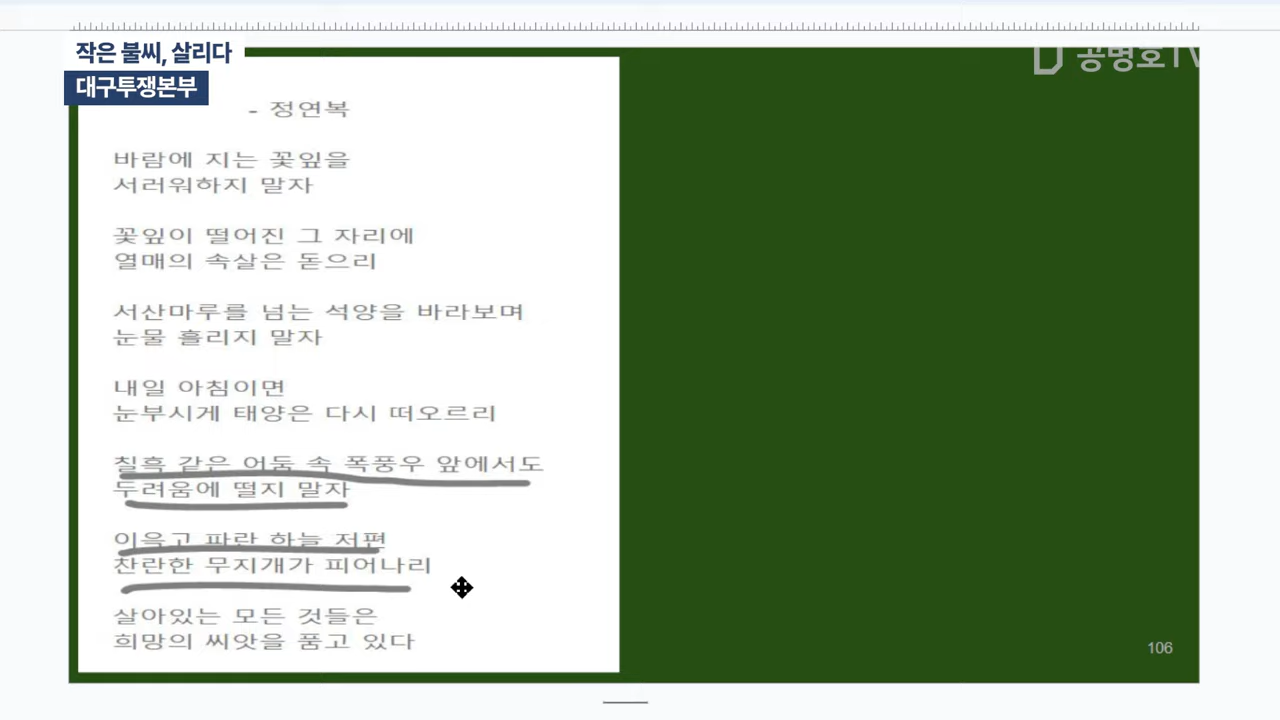 작은 불씨, 살리다
대구투쟁본부
공병호TV
- 정연복
바람에 지는 꽃잎을
서러워하지 말자
꽃잎이 떨어진 그 자리에
열매의 속살은 돋으리
서산마루를 넘는 석양을 바라보며
눈물 흘리지 말자
내일 아침이면
눈부시게 태양은 다시 떠오르리
칠흑 같은 어둠 속 폭풍우 앞에서도
두려움에 떨지 말자
이윽고 파란 하늘 저편
찬란한 무지개가 피어나리
살아있는 모든 것들은
희망의 씨앗을 품고 있다
106